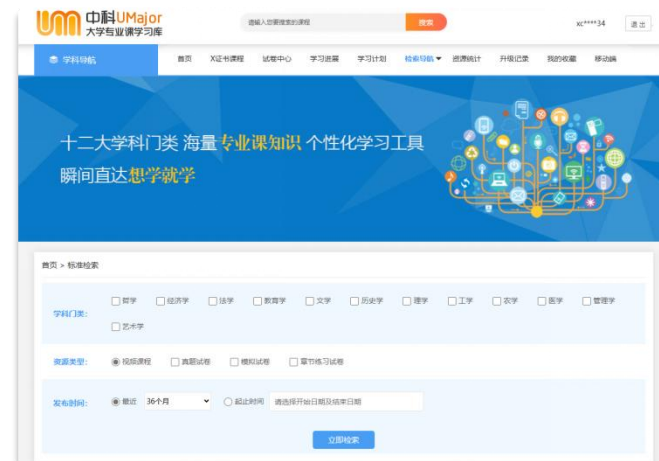 中科UMajor
大学专业课学习库
请输入您要搜索的课程
搜索
xc****34
退出
学科导航
首页 X证书课程 试卷中心 学习进展 学习计划 检索导航 资源统计 升级记录 我的收藏 移动端
十二大学科门类 海量专业课知识 个性化学习工具
瞬间直达想学就学
首页 > 标准检索
学科门类: 哲学 经济学 法学 教育学 文学 历史学 理学 工学 农学 医学 管理学
艺术学
资源类型: 视频课程 真题试卷 模拟试卷 章节练习试卷
发布时间: 最近 36个月 起止时间 请选择开始日期及结束日期
立即检索